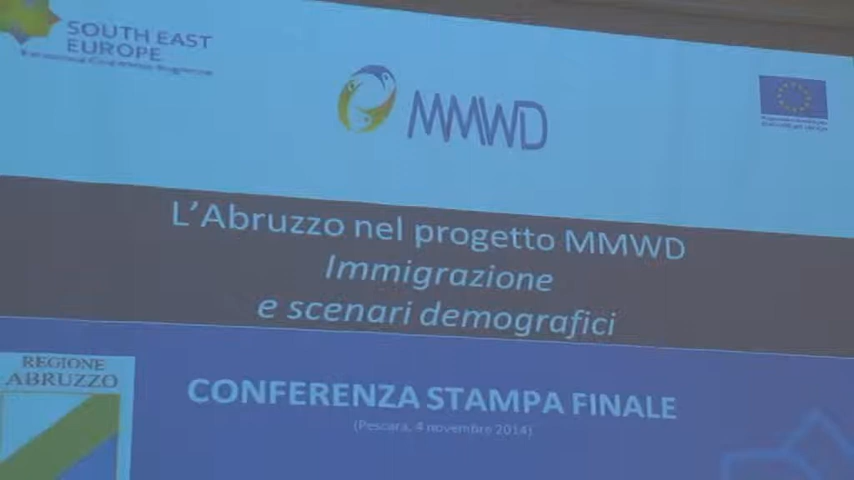 SOUTH EAST
EUROPE
MMWD
L'Abruzzo nel progetto MMWD
Immigrazione
e scenari demografici
REGIONE
ABRUZZO
CONFERENZA STAMPA FINALE
(Pescara, 4 novembre 2014)